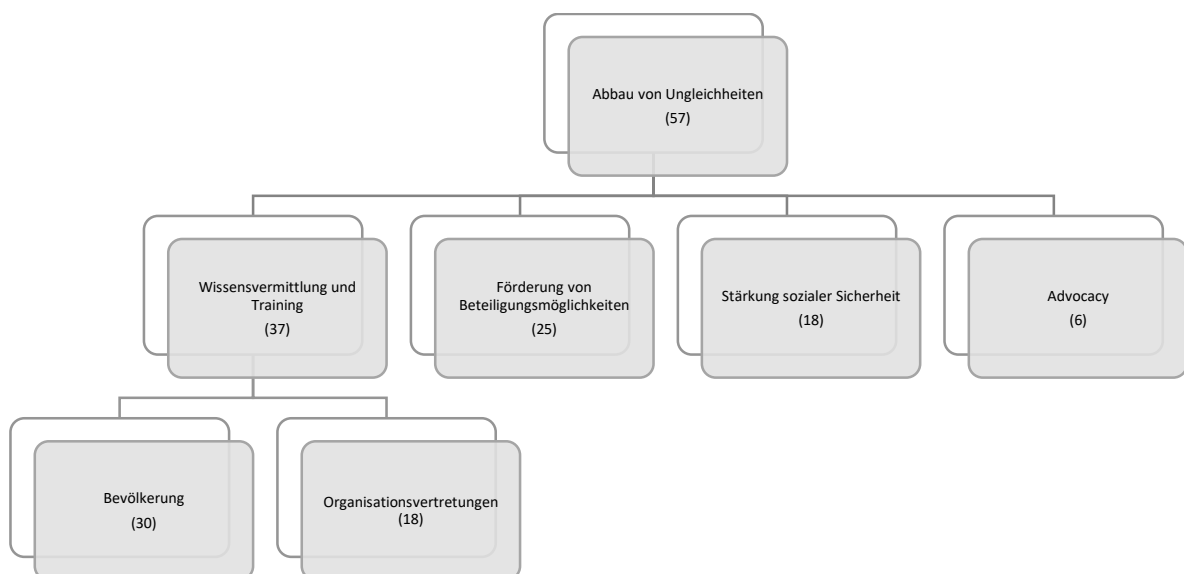 Abbau von Ungleichheiten
(57)
Wissensvermittlung und
Training
(37)
Förderung von
Beteiligungsmöglichkeiten
(25)
Stärkung sozialer Sicherheit
(18)
Advocacy
(6)
Bevölkerung
(30)
Organisationsvertretungen
(18)